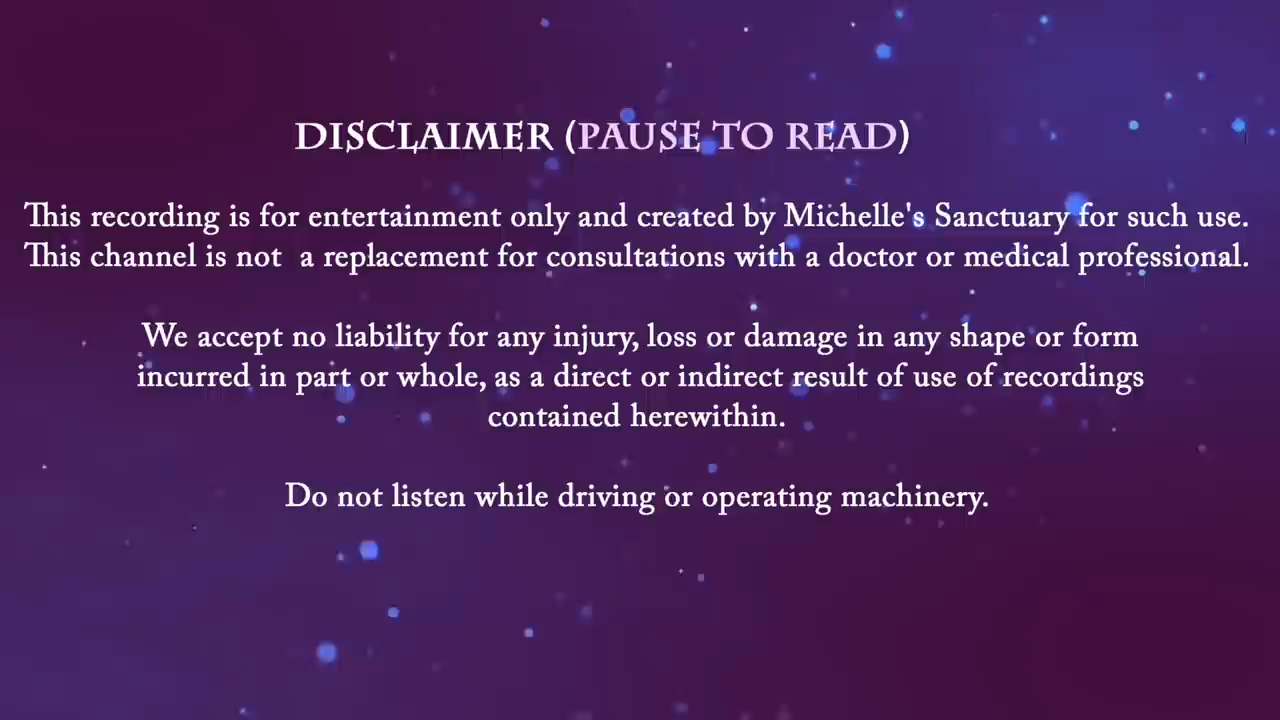 DISCLAIMER (PAUSE TO READ)
This recording is for entertainment only and created by Michelle's Sanctuary for such use.
This channel is not  a replacement for consultations with a doctor or medical professional.
We accept no liability for any injury, loss or damage in any shape or form
incurred in part or whole, as a direct or indirect result of use of recordings
contained herewithin.
Do not listen while driving or operating machinery.